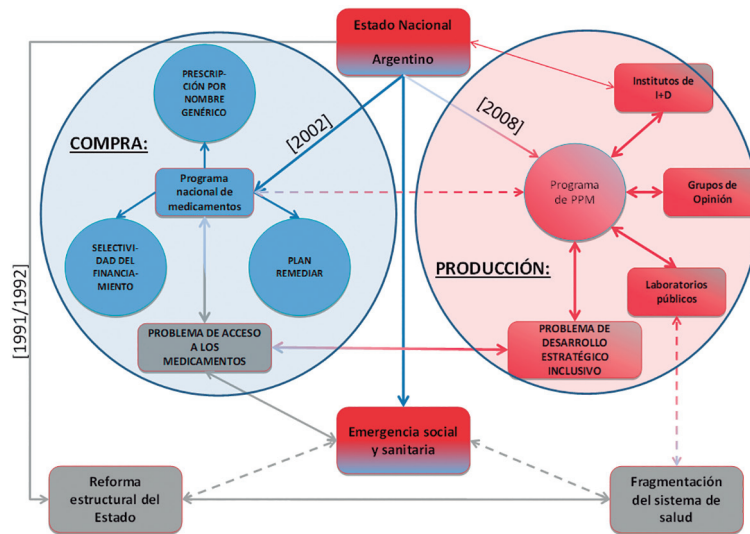 Estado Nacional
Argentino
PRESCRIP-
CIÓN POR
NOMBRE
GENÉRICO
Institutos de
I+D
[2002]
[2008]
COMPRA:
Programa
nacional de
medicamentos
Programa
de PPM
Grupos de
Opinión
SELECTIVI-
DAD DEL
FINANCIA-
MIENTO
PLAN
REMEDIAR
PRODUCCIÓN:
Laboratorios
públicos
[1991/1992]
PROBLEMA DE ACCESO
A LOS
MEDICAMENTOS
PROBLEMA DE
DESARROLLO
ESTRATÉGICO
INCLUSIVO
Emergencia social
y sanitaria
Reforma
estructural del
Estado
Fragmentación
del sistema de
salud